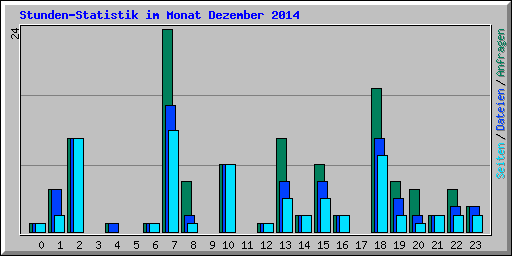 Stunden-Statistik im Monat Dezember 2014
24
Seiten/Dateien/Anfragen
0 1 2 3 4 5 6 7 8 9 10 11 12 13 14 15 16 17 18 19 20 21 22 23